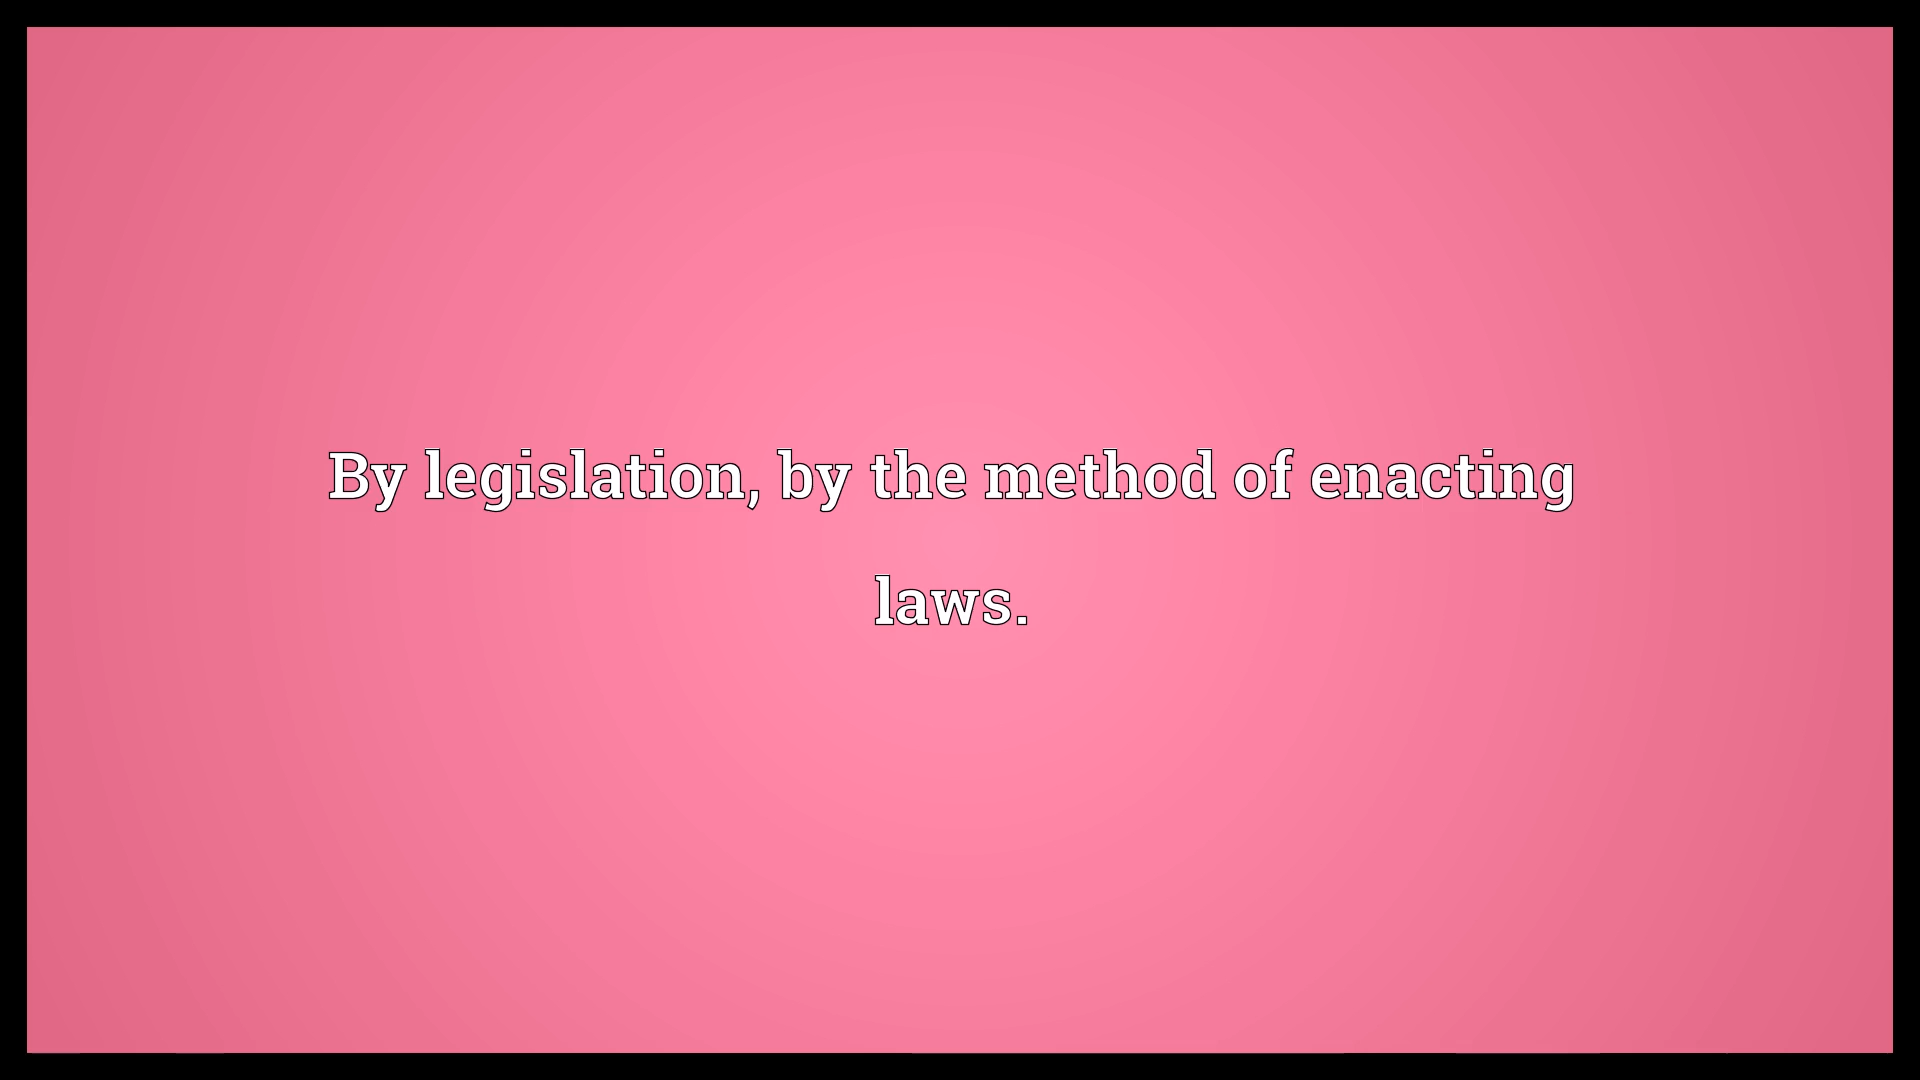 By legislation, by the method of enacting
laws.